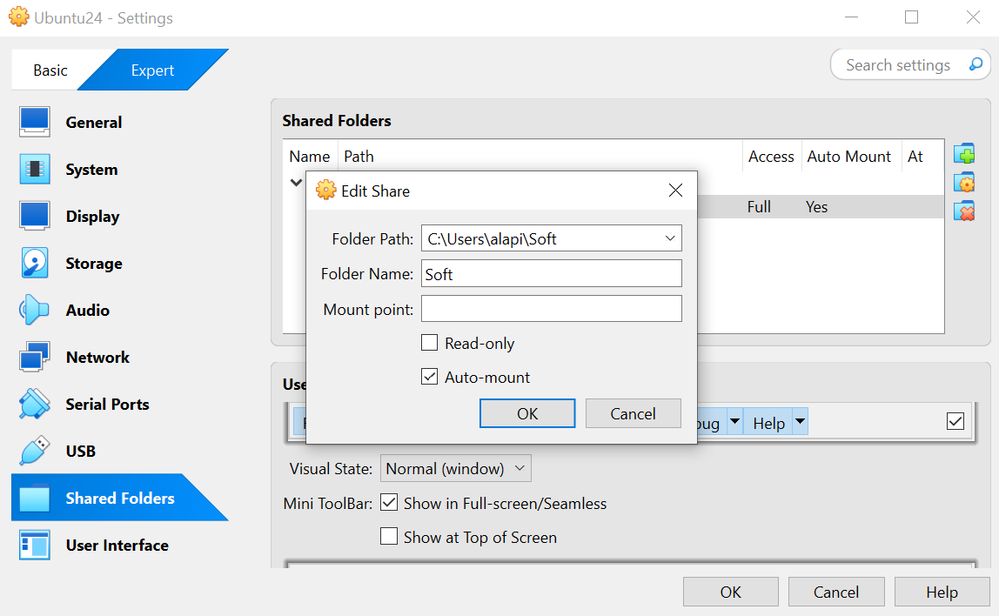 Ubuntu24 - Settings
Basic
Expert
Search settings
General
System
Display
Storage
Audio
Network
Serial Ports
USB
Shared Folders
User Interface
Shared Folders
Name Path Access Auto Mount At
Full Yes
Edit Share
Folder Path: C:\Users\alapi\Soft
Folder Name: Soft
Mount point:
Read-only
Auto-mount
OK Cancel
Help
Visual State: Normal (window)
Mini ToolBar: Show in Full-screen/Seamless
Show at Top of Screen
OK Cancel Help